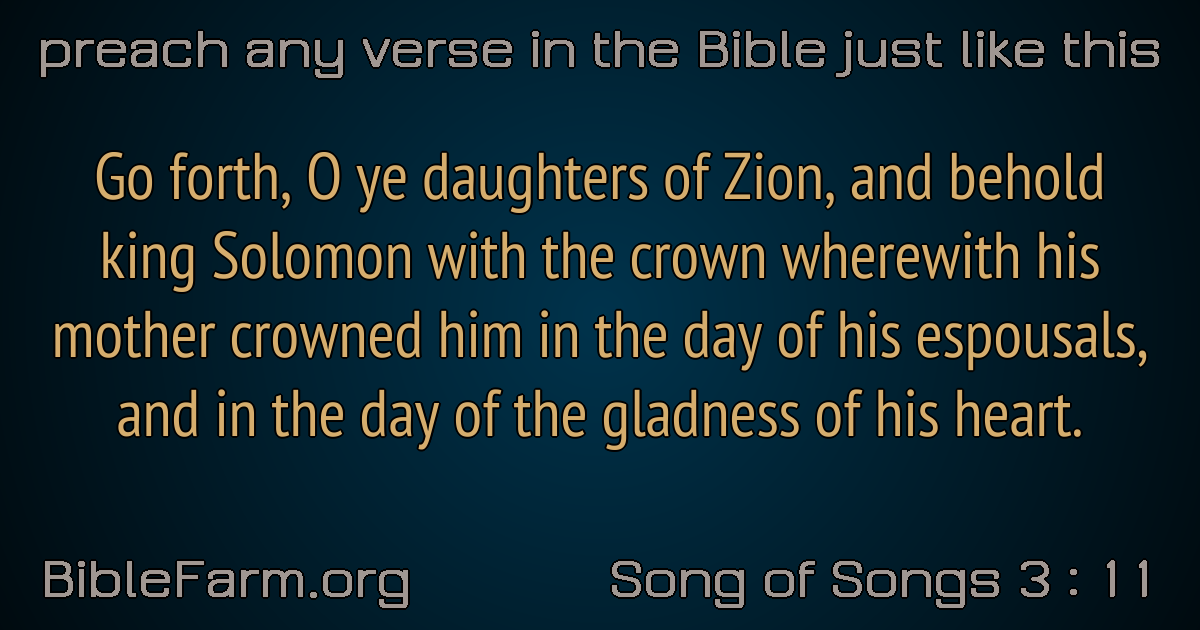 preach any verse in the Bible just like this
Go forth, O ye daughters of Zion, and behold
king Solomon with the crown wherewith his
mother crowned him in the day of his espousals,
and in the day of the gladness of his heart.
BibleFarm.org
Song of Songs 3 : 11